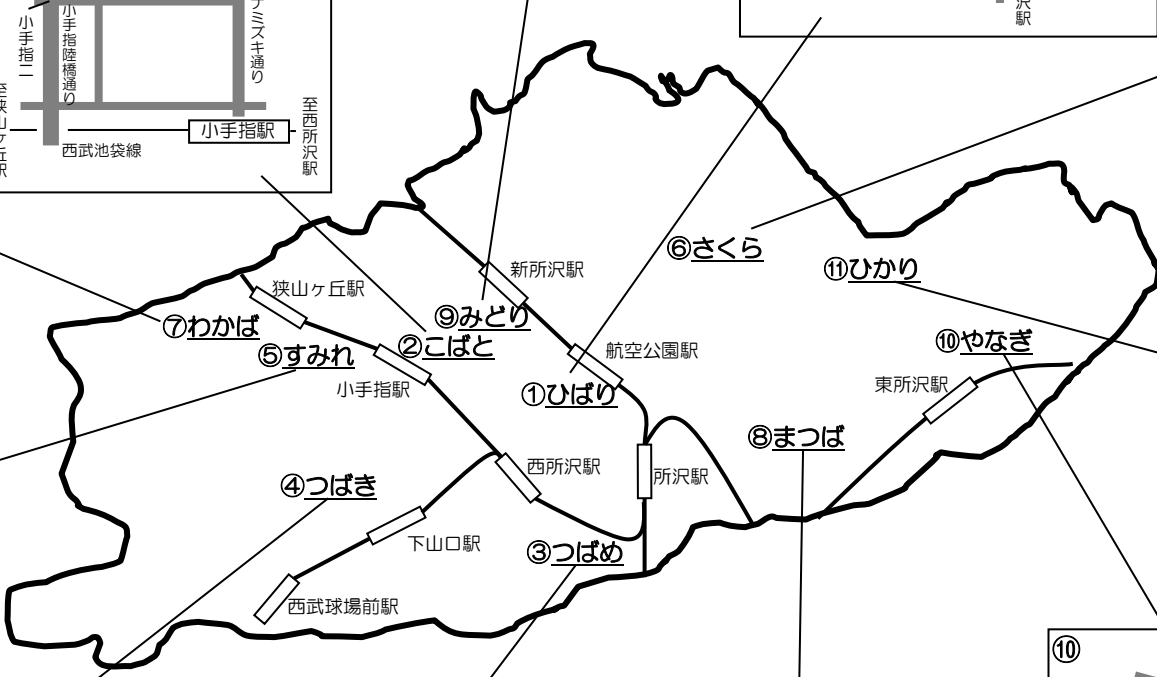 小手指二
小手指陸橋通り
ナミズキ通り
至狭山ヶ丘駅
小手指駅
西武池袋線
至西所沢駅
沢駅
⑥さくら
⑪ひかり
新所沢駅
狭山ヶ丘駅
⑨みどり
⑦わかば
②こばと
⑤すみれ
航空公園駅
⑩やなぎ
小手指駅
①ひばり
東所沢駅
⑧まつば
西所沢駅
所沢駅
④つばき
下山口駅
③つばめ
西武球場前駅
⑩